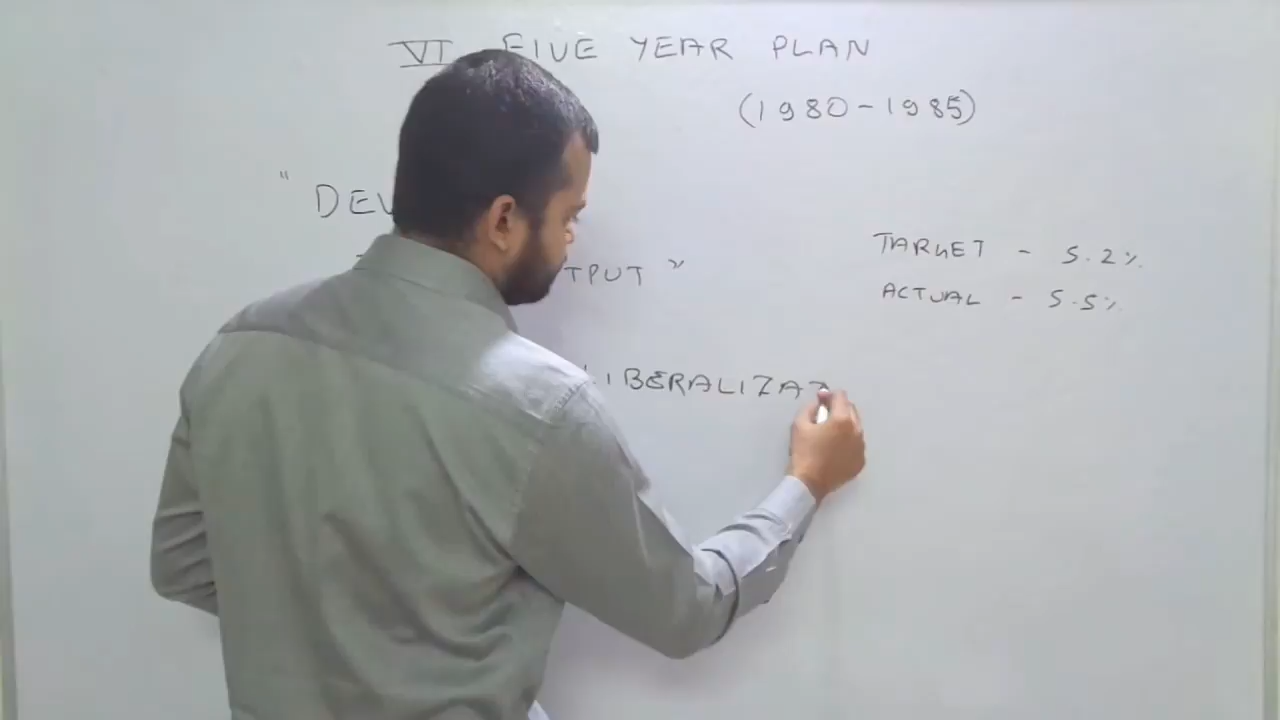 VI FIVE YEAR PLAN
(1980-1985)
"DEV
TPUT"
TARGET - 5.2%
ACTUAL - 5.5%
LIBERALIZAT